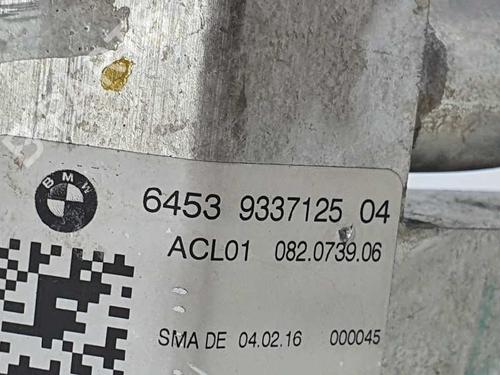 BMW
6453 9337125 04
ACL01 082.0739.06
SMA DE 04.02.16 000045